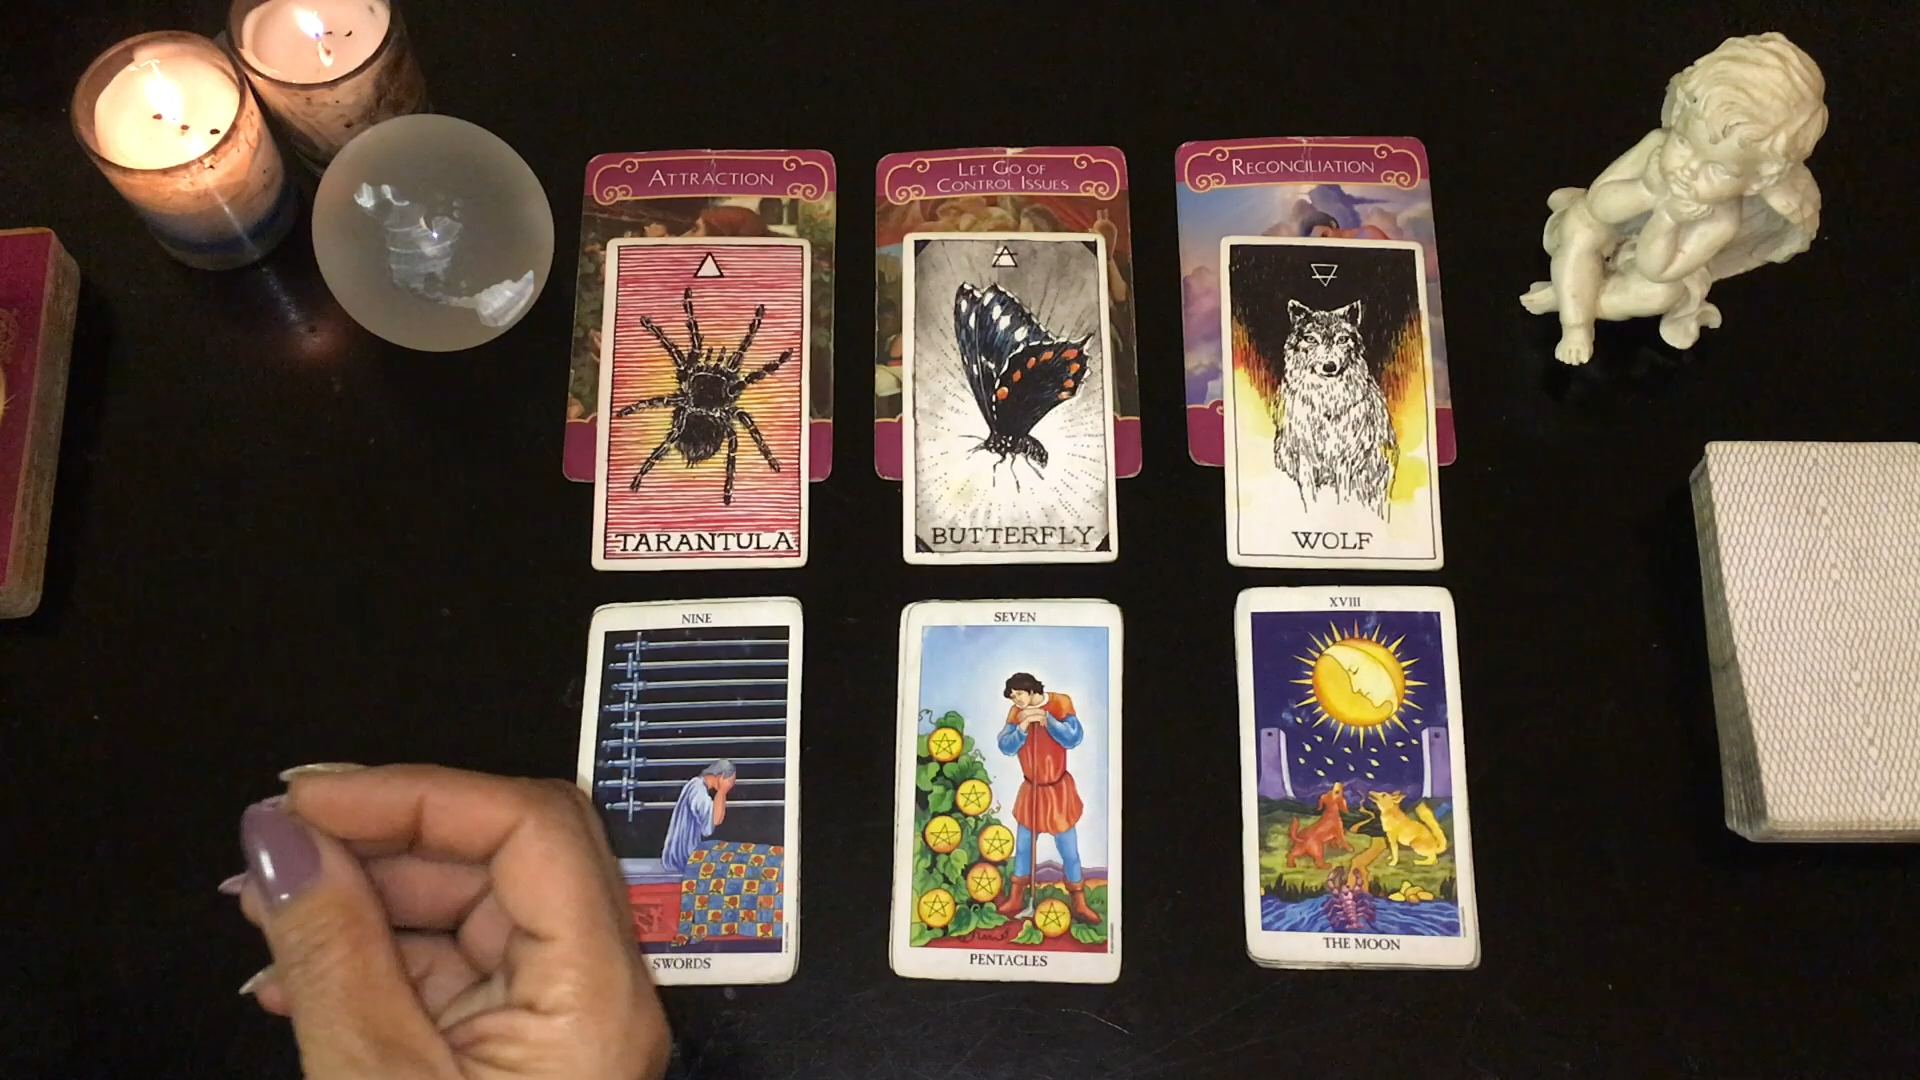 ATTRACTION
LET GO OF
CONTROL ISSUES
RECONCILIATION
TARANTULA
BUTTERFLY
WOLF
NINE
SWORDS
SEVEN
PENTACLES
XVIII
THE MOON